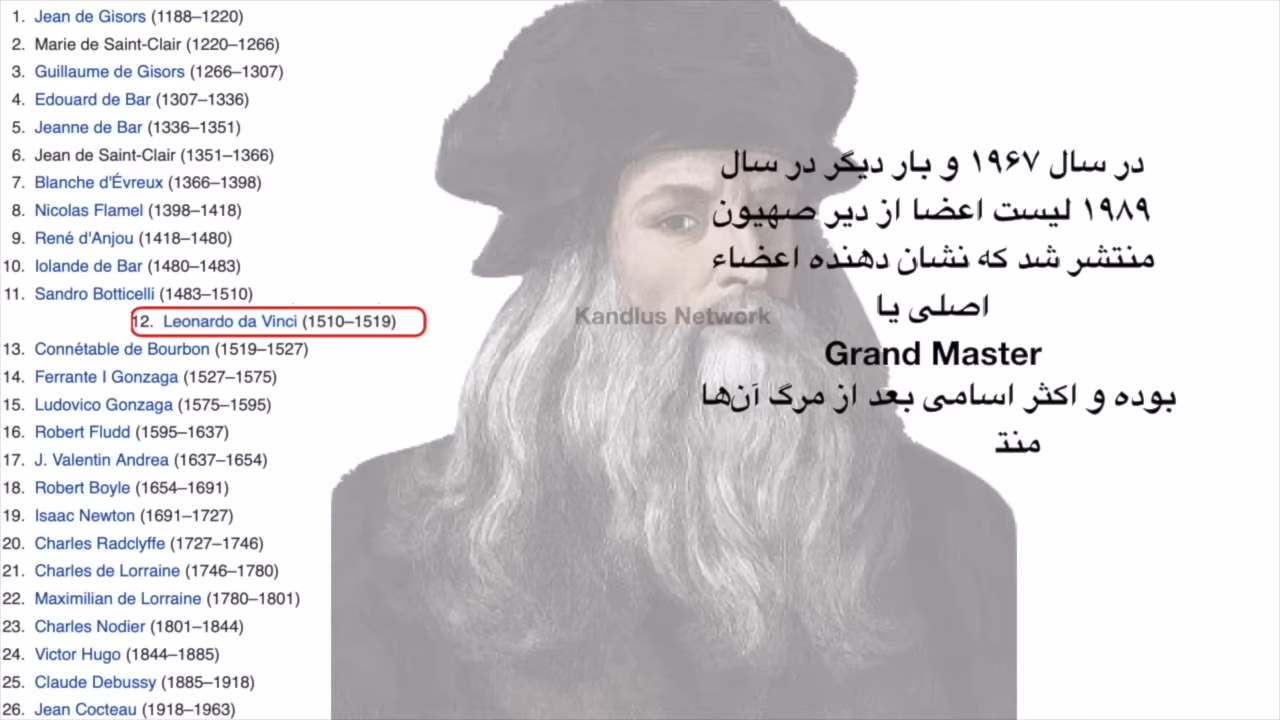 1. Jean de Gisors (1188–1220)
2. Marie de Saint-Clair (1220–1266)
3. Guillaume de Gisors (1266–1307)
4. Edouard de Bar (1307–1336)
5. Jeanne de Bar (1336–1351)
6. Jean de Saint-Clair (1351–1366)
7. Blanche d'Évreux (1366–1398)
8. Nicolas Flamel (1398–1418)
9. René d'Anjou (1418–1480)
10. Iolande de Bar (1480–1483)
11. Sandro Botticelli (1483–1510)
12. Leonardo da Vinci (1510–1519)
13. Connétable de Bourbon (1519–1527)
14. Ferrante I Gonzaga (1527–1575)
15. Ludovico Gonzaga (1575–1595)
16. Robert Fludd (1595–1637)
17. J. Valentin Andrea (1637–1654)
18. Robert Boyle (1654–1691)
19. Isaac Newton (1691–1727)
20. Charles Radclyffe (1727–1746)
21. Charles de Lorraine (1746–1780)
22. Maximilian de Lorraine (1780–1801)
23. Charles Nodier (1801–1844)
24. Victor Hugo (1844–1885)
25. Claude Debussy (1885–1918)
26. Jean Cocteau (1918–1963)
در سال ۱۹۶۷ و بار دیگر در سال
۱۹۸۹ لیست اعضا از دیر صهیون
منتشر شد که نشان دهنده اعضاء
اصلی یا
Grand Master
بوده و اکثر اسامی بعد از مرگ آن‌ها
منتـ
Kandlus Network